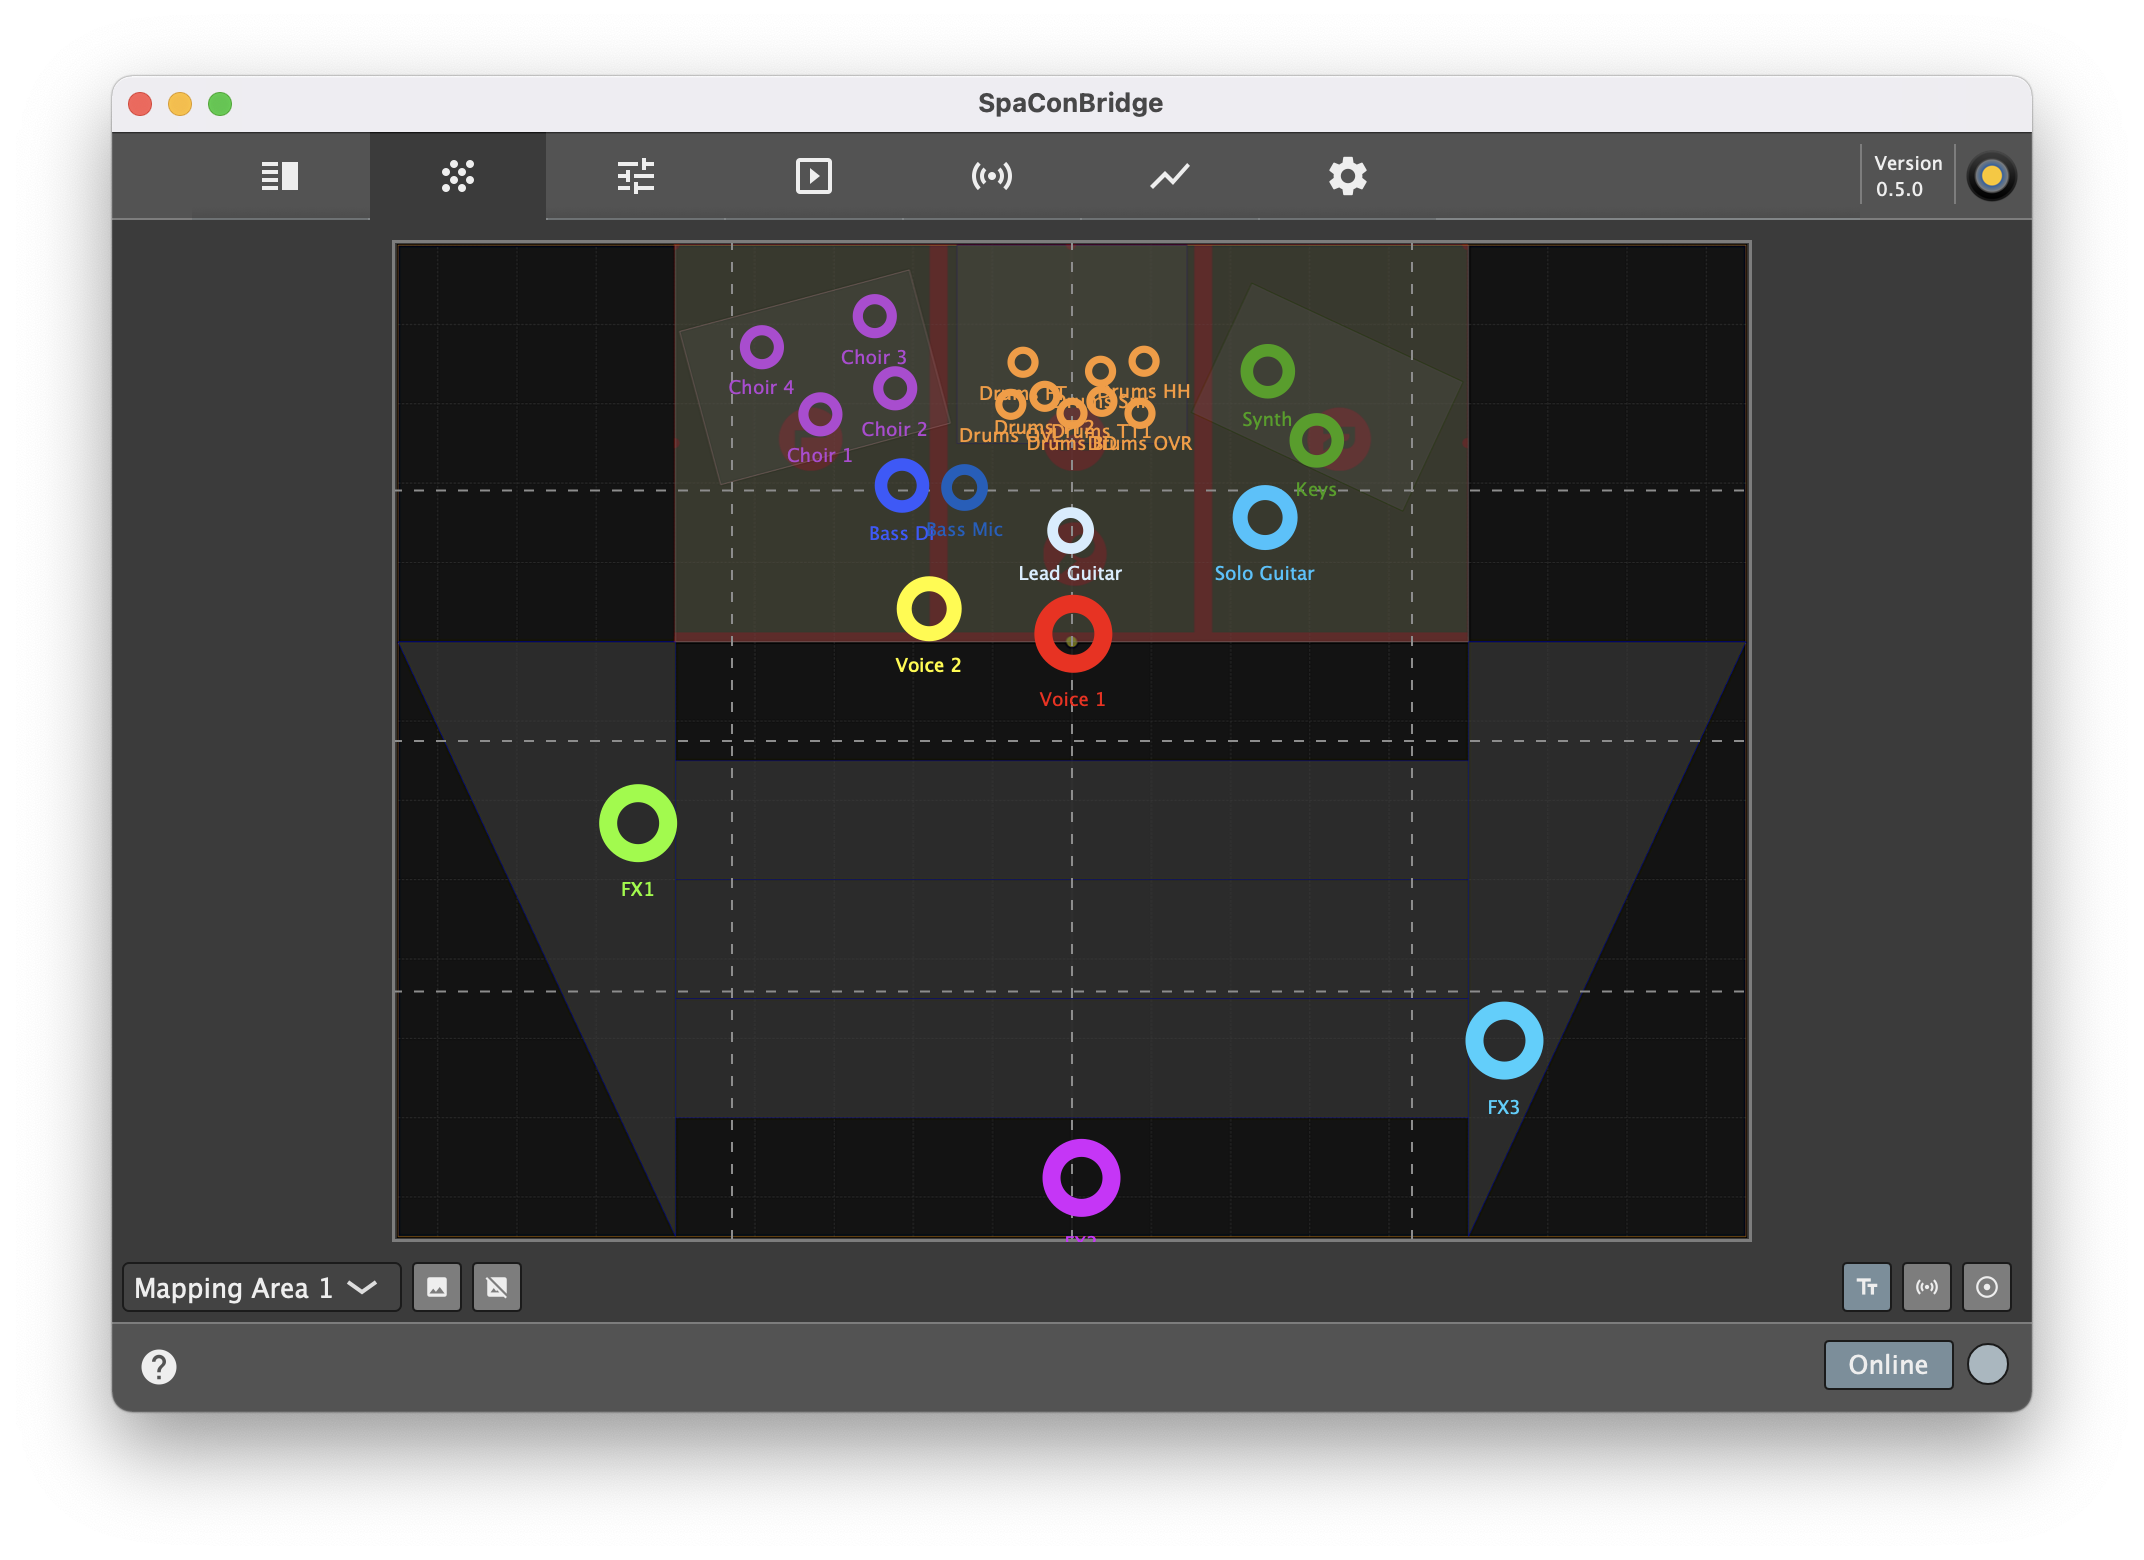 SpaConBridge
Version
0.5.0
Choir 3
Choir 4
Drums HH
Synth
Choir 2
Drums
Drums
TT1
Drums
Drums OVR
Choir 1
Keys
Bass DI
Bass Mic
Lead Guitar
Solo Guitar
Voice 2
Voice 1
FX1
FX3
Mapping Area 1
Tт
?
Online